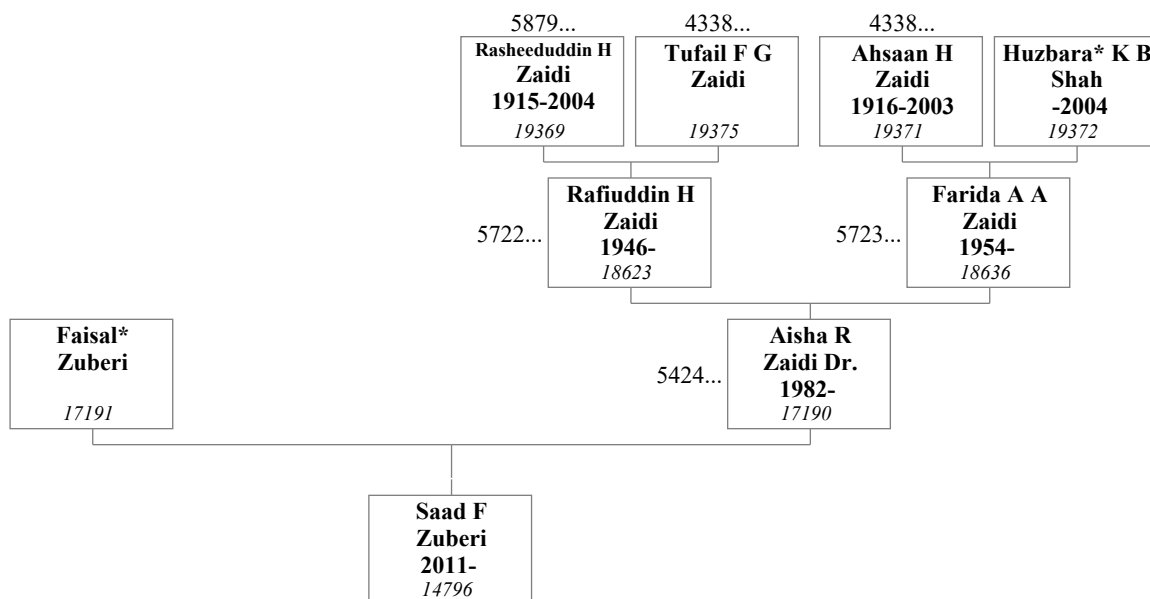 5879...
4338...
4338...
Rasheeduddin H
Zaidi
1915-2004
19369
Tufail F G
Zaidi
19375
Ahsaan H
Zaidi
1916-2003
19371
Huzbara* K B
Shah
-2004
19372
5722...
Rafiuddin H
Zaidi
1946-
18623
5723...
Farida A A
Zaidi
1954-
18636
Faisal*
Zuberi
17191
5424...
Aisha R
Zaidi Dr.
1982-
17190
Saad F
Zuberi
2011-
14796